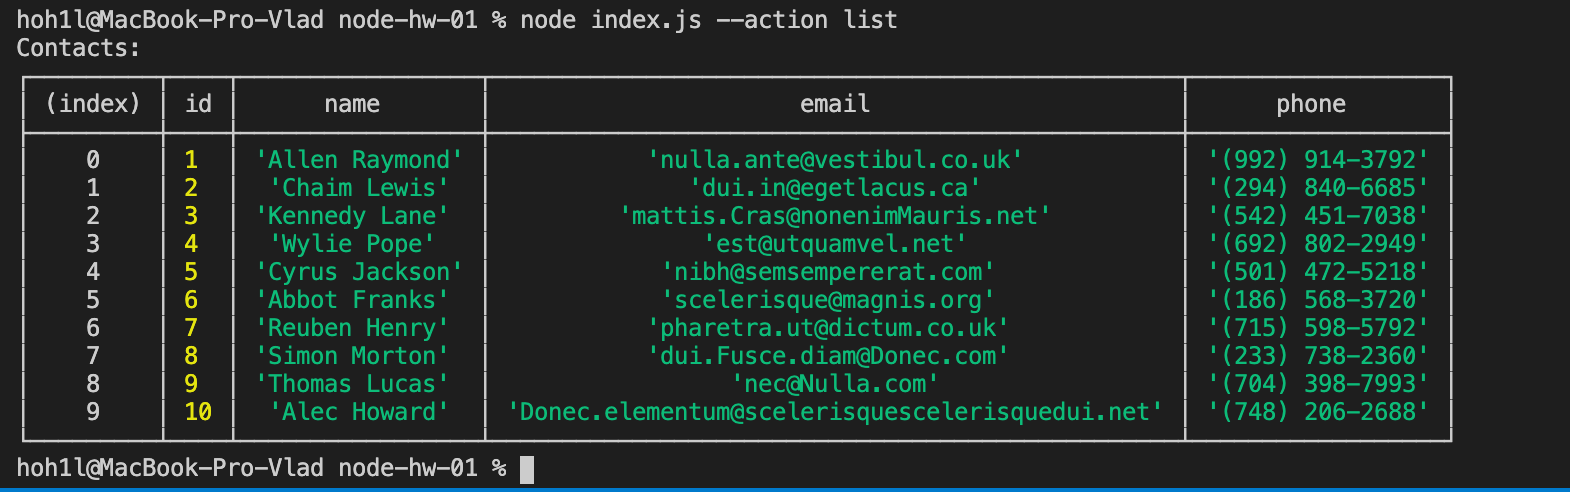 hoh1l@MacBook-Pro-Vlad node-hw-01 % node index.js --action list
Contacts:
(index) id name email phone
0 1 'Allen Raymond' 'nulla.ante@vestibul.co.uk' '(992) 914-3792'
1 2 'Chaim Lewis' 'dui.in@egetlacus.ca' '(294) 840-6685'
2 3 'Kennedy Lane' 'mattis.Cras@nonenimMauris.net' '(542) 451-7038'
3 4 'Wylie Pope' 'est@utquamvel.net' '(692) 802-2949'
4 5 'Cyrus Jackson' 'nibh@semsempererat.com' '(501) 472-5218'
5 6 'Abbot Franks' 'scelerisque@magnis.org' '(186) 568-3720'
6 7 'Reuben Henry' 'pharetra.ut@dictum.co.uk' '(715) 598-5792'
7 8 'Simon Morton' 'dui.Fusce.diam@Donec.com' '(233) 738-2360'
8 9 'Thomas Lucas' 'nec@Nulla.com' '(704) 398-7993'
9 10 'Alec Howard' 'Donec.elementum@scelerisquescelerisquedui.net' '(748) 206-2688'
hoh1l@MacBook-Pro-Vlad node-hw-01 %